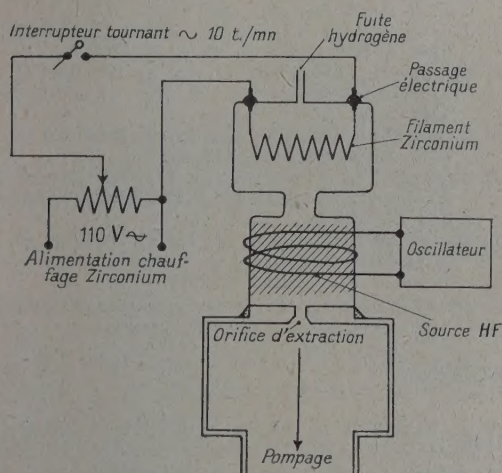 Interrupteur tournant ~ 10 t./mn
Fuite
hydrogène
Passage
électrique
Filament
Zirconium
110 V ~
Alimentation chauf-
fage Zirconium
Oscillateur
Source HF
Orifice d'extraction
Pompage